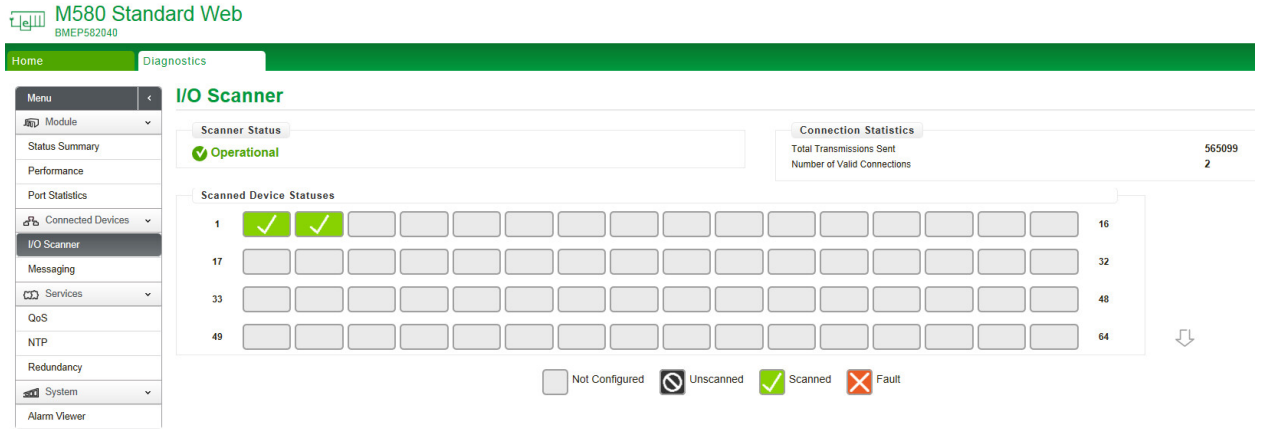 M580 Standard Web
BMEP582040
Home
Diagnostics
Menu
Module
Status Summary
Performance
Port Statistics
Connected Devices
I/O Scanner
Messaging
Services
QoS
NTP
Redundancy
System
Alarm Viewer
I/O Scanner
Scanner Status
Operational
Connection Statistics
Total Transmissions Sent 565099
Number of Valid Connections 2
Scanned Device Statuses
1 16
17 32
33 48
49 64
Not Configured Unscanned Scanned Fault